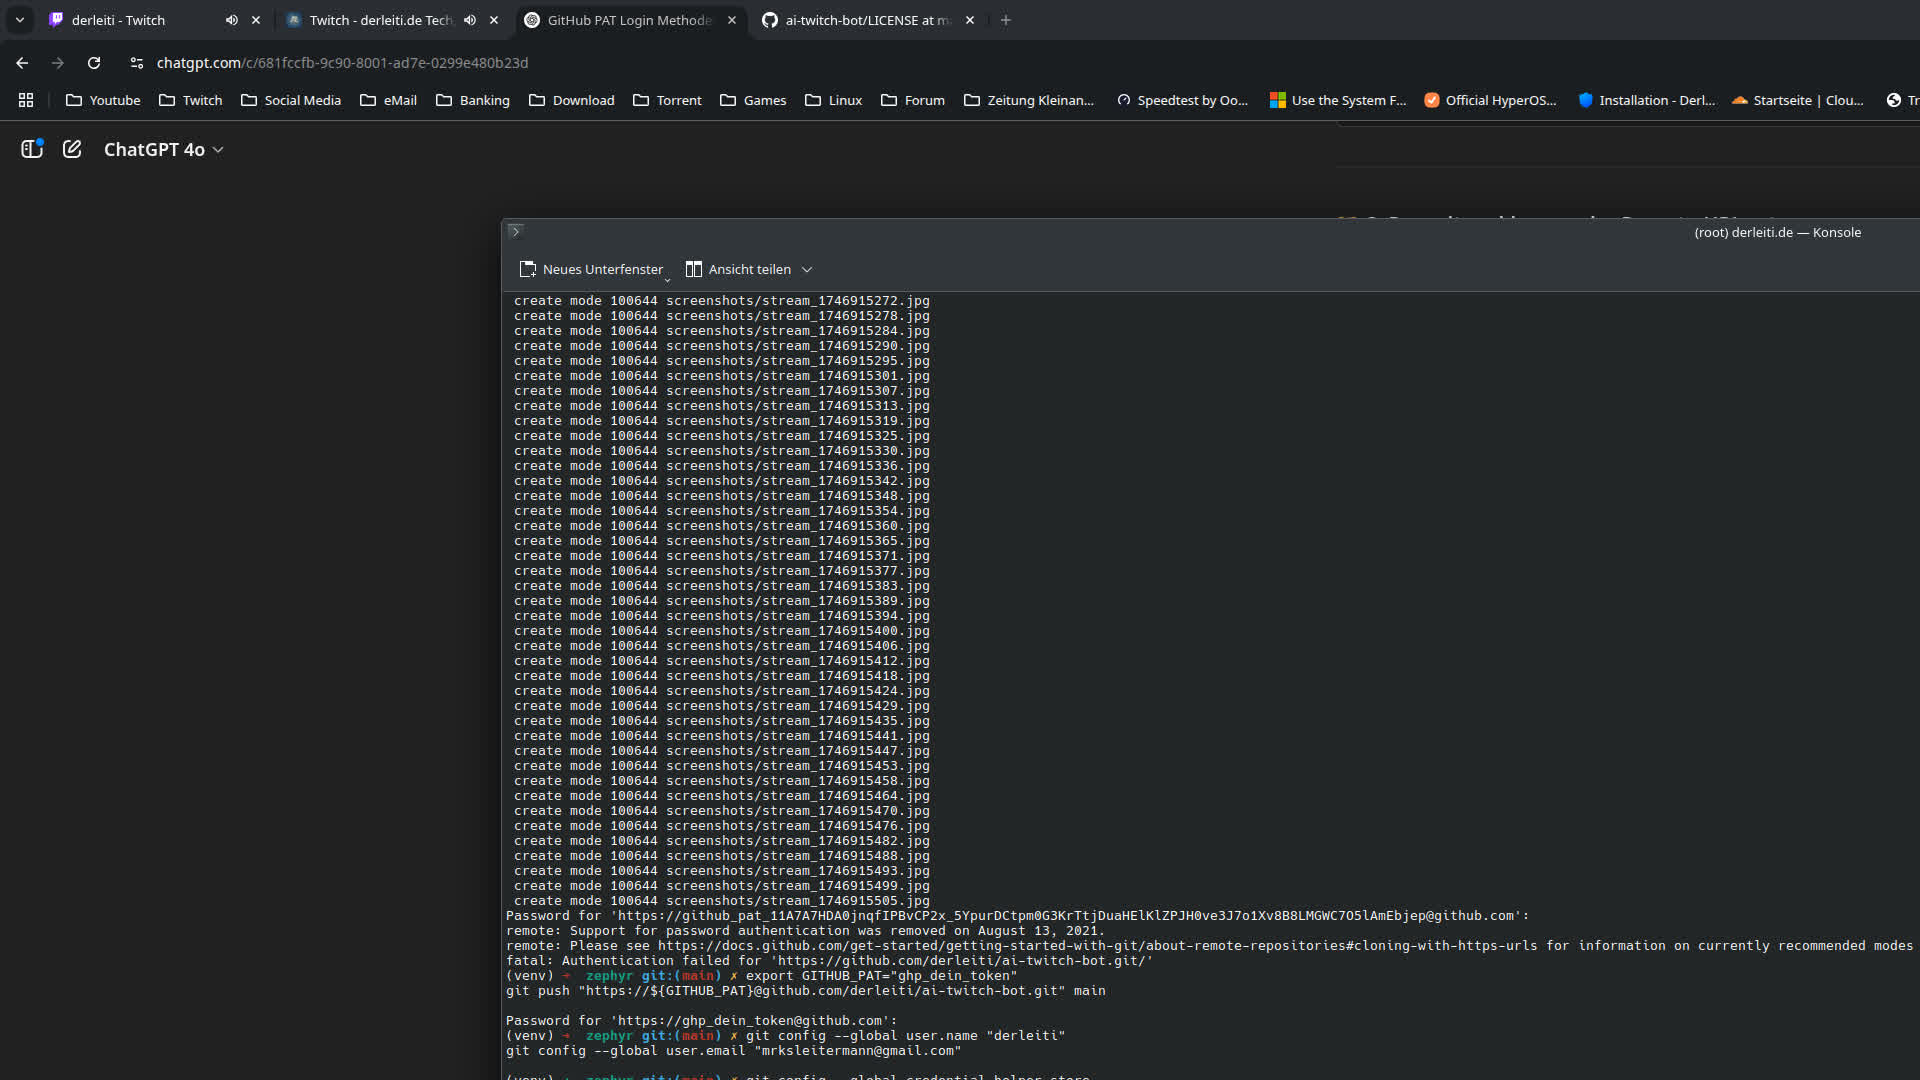 derleiti - Twitch
Twitch - derleiti.de Tech
GitHub PAT Login Methode
ai-twitch-bot/LICENSE at m
chatgpt.com/c/681fccfb-9c90-8001-ad7e-0299e480b23d
Youtube
Twitch
Social Media
eMail
Banking
Download
Torrent
Games
Linux
Forum
Zeitung Kleinan...
Speedtest by Oo...
Use the System F...
Official HyperOS...
Installation - Derl...
Startseite | Clou...
Tr
ChatGPT 4o
(root) derleiti.de — Konsole
Neues Unterfenster
Ansicht teilen
create mode 100644 screenshots/stream_1746915272.jpg
create mode 100644 screenshots/stream_1746915278.jpg
create mode 100644 screenshots/stream_1746915284.jpg
create mode 100644 screenshots/stream_1746915290.jpg
create mode 100644 screenshots/stream_1746915295.jpg
create mode 100644 screenshots/stream_1746915301.jpg
create mode 100644 screenshots/stream_1746915307.jpg
create mode 100644 screenshots/stream_1746915313.jpg
create mode 100644 screenshots/stream_1746915319.jpg
create mode 100644 screenshots/stream_1746915325.jpg
create mode 100644 screenshots/stream_1746915330.jpg
create mode 100644 screenshots/stream_1746915336.jpg
create mode 100644 screenshots/stream_1746915342.jpg
create mode 100644 screenshots/stream_1746915348.jpg
create mode 100644 screenshots/stream_1746915354.jpg
create mode 100644 screenshots/stream_1746915360.jpg
create mode 100644 screenshots/stream_1746915365.jpg
create mode 100644 screenshots/stream_1746915371.jpg
create mode 100644 screenshots/stream_1746915377.jpg
create mode 100644 screenshots/stream_1746915383.jpg
create mode 100644 screenshots/stream_1746915389.jpg
create mode 100644 screenshots/stream_1746915394.jpg
create mode 100644 screenshots/stream_1746915400.jpg
create mode 100644 screenshots/stream_1746915406.jpg
create mode 100644 screenshots/stream_1746915412.jpg
create mode 100644 screenshots/stream_1746915418.jpg
create mode 100644 screenshots/stream_1746915424.jpg
create mode 100644 screenshots/stream_1746915429.jpg
create mode 100644 screenshots/stream_1746915435.jpg
create mode 100644 screenshots/stream_1746915441.jpg
create mode 100644 screenshots/stream_1746915447.jpg
create mode 100644 screenshots/stream_1746915453.jpg
create mode 100644 screenshots/stream_1746915458.jpg
create mode 100644 screenshots/stream_1746915464.jpg
create mode 100644 screenshots/stream_1746915470.jpg
create mode 100644 screenshots/stream_1746915476.jpg
create mode 100644 screenshots/stream_1746915482.jpg
create mode 100644 screenshots/stream_1746915488.jpg
create mode 100644 screenshots/stream_1746915493.jpg
create mode 100644 screenshots/stream_1746915499.jpg
create mode 100644 screenshots/stream_1746915505.jpg
Password for 'https://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@github.com':
remote: Support for password authentication was removed on August 13, 2021.
remote: Please see https://docs.github.com/get-started/getting-started-with-git/about-remote-repositories#cloning-with-https-urls for information on currently recommended modes
fatal: Authentication failed for 'https://github.com/derleiti/ai-twitch-bot.git/'
(venv) ➜ zephyr git:(main) ✗ export GITHUB_PAT="ghp_dein_token"
git push "https://${GITHUB_PAT}@github.com/derleiti/ai-twitch-bot.git" main
Password for 'https://ghp_dein_token@github.com':
(venv) ➜ zephyr git:(main) ✗ git config --global user.name "derleiti"
git config --global user.email "mrksleitermann@gmail.com"
(venv) ➜ zephyr git:(main) ✗ git config --global credential.helper store